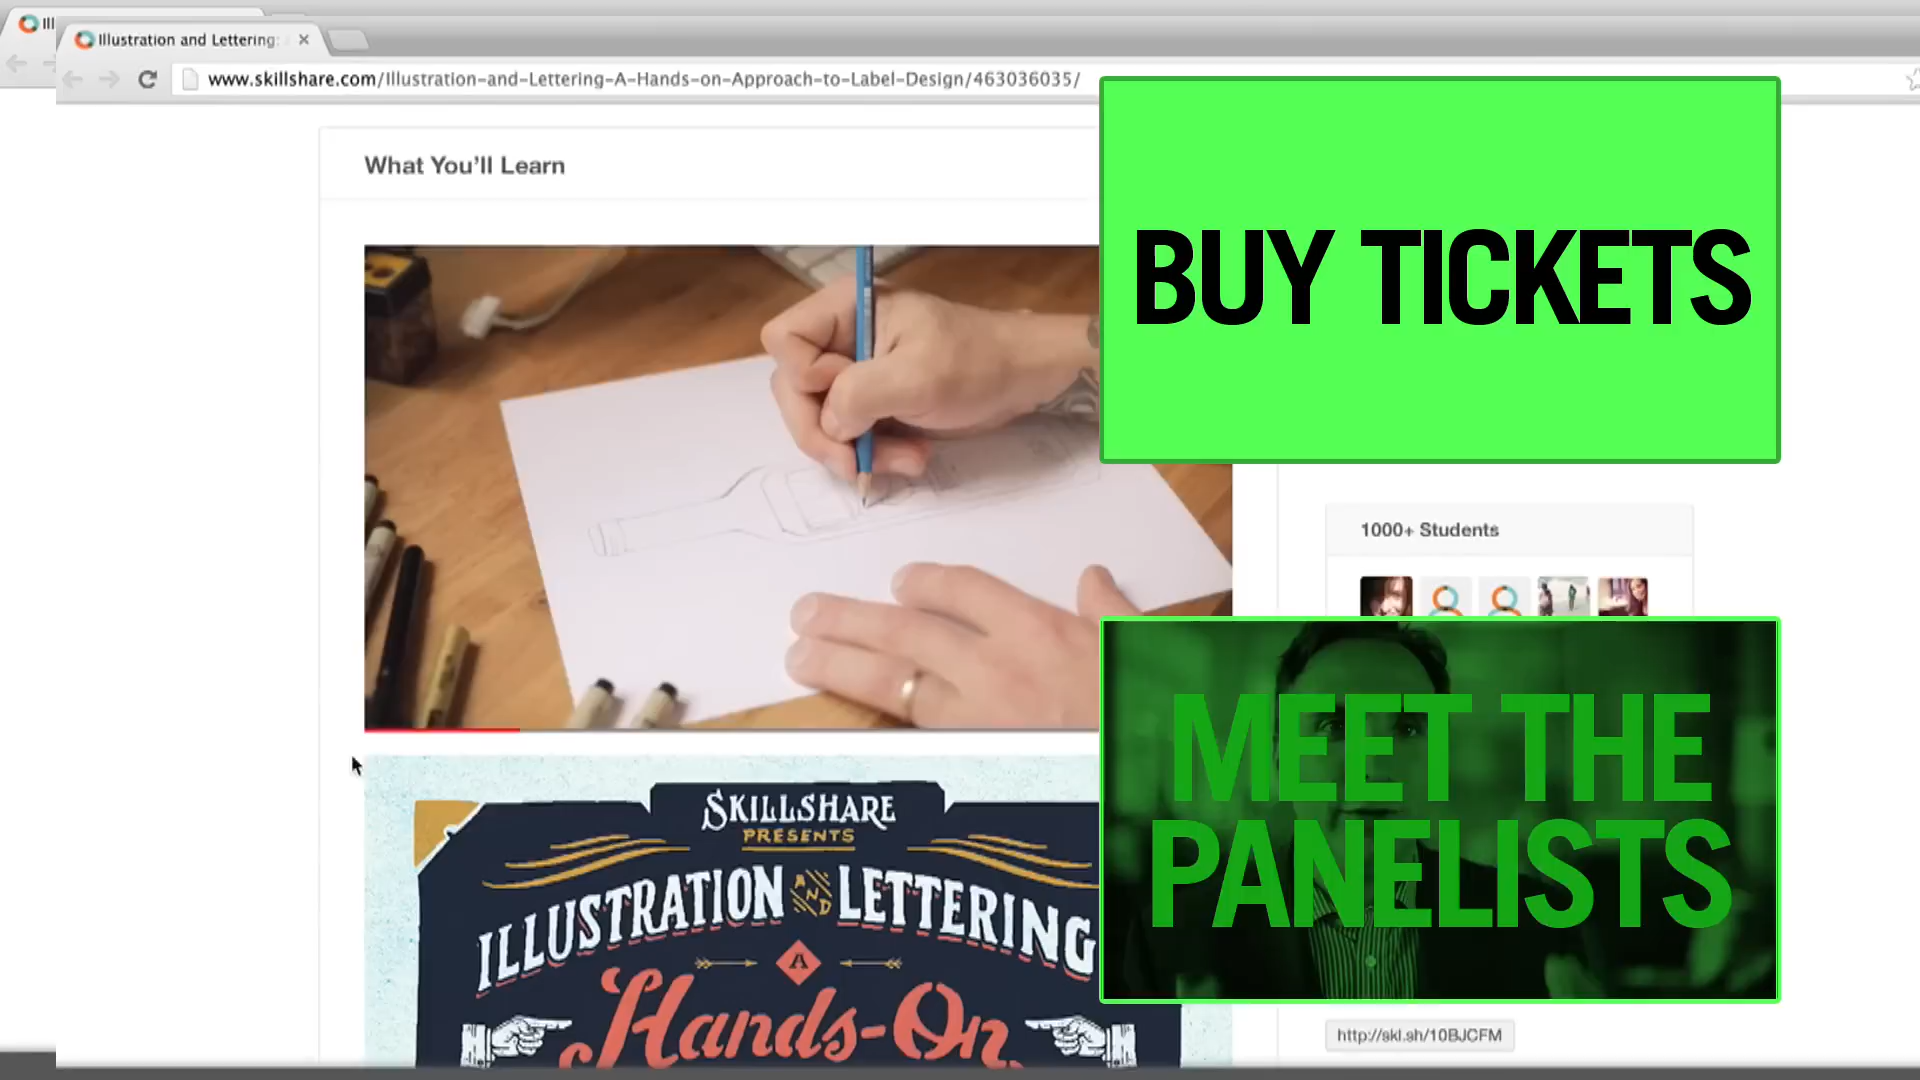 Ill
Illustration and Lettering:
www.skillshare.com/Illustration-and-Lettering-A-Hands-on-Approach-to-Label-Design/463036035/
What You'll Learn
BUY TICKETS
1000+ Students
MEET THE
PANELISTS
SKILLSHARE
PRESENTS
ILLUSTRATION AND LETTERING
A
Hands-On
http://skl.sh/10BJCFM